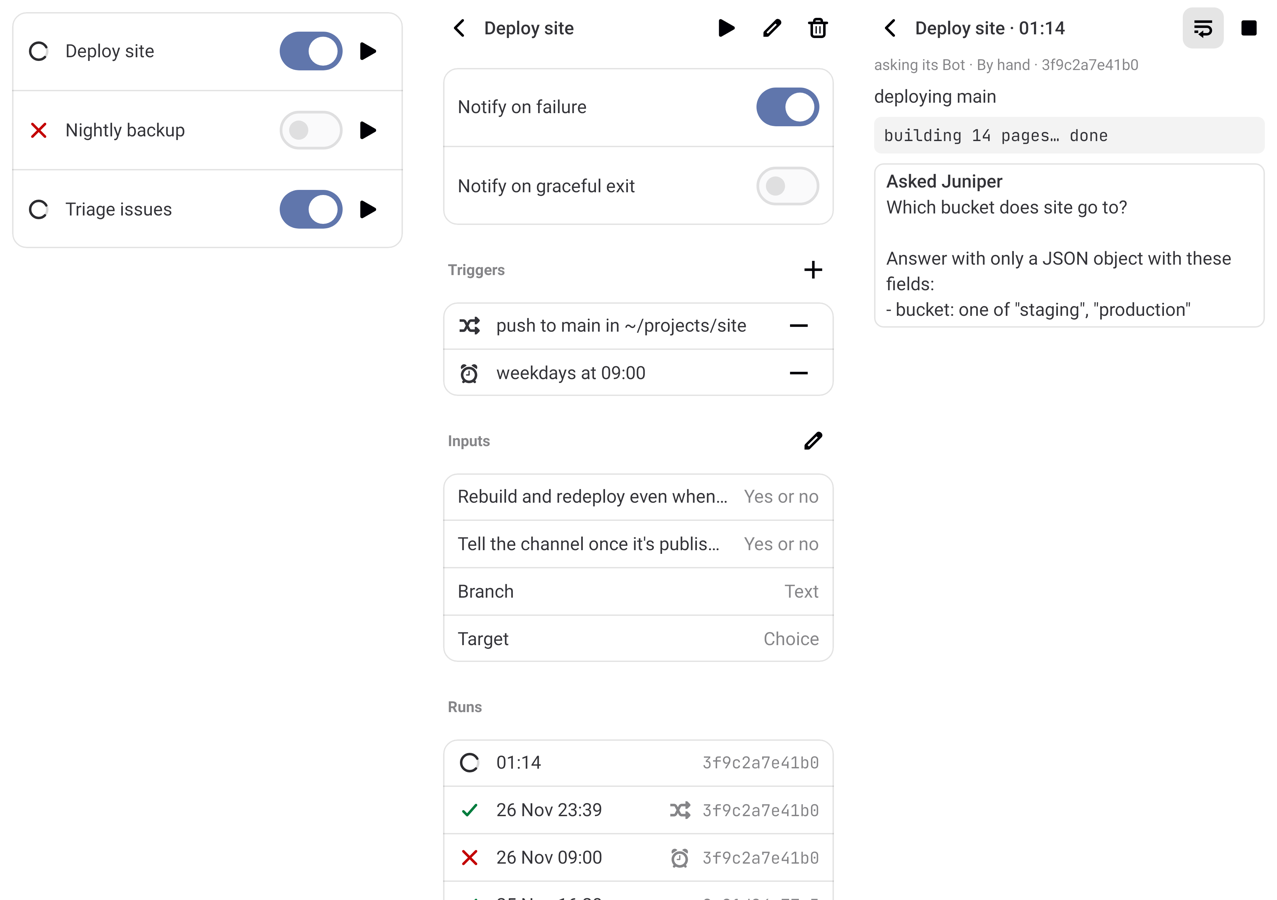 Deploy site
Nightly backup
Triage issues
Deploy site
Notify on failure
Notify on graceful exit
Triggers
push to main in ~/projects/site
weekdays at 09:00
Inputs
Rebuild and redeploy even when… Yes or no
Tell the channel once it's publis… Yes or no
Branch Text
Target Choice
Runs
01:14 3f9c2a7e41b0
26 Nov 23:39 3f9c2a7e41b0
26 Nov 09:00 3f9c2a7e41b0
Deploy site · 01:14
asking its Bot · By hand · 3f9c2a7e41b0
deploying main
building 14 pages… done
Asked Juniper
Which bucket does site go to?
Answer with only a JSON object with these
fields:
- bucket: one of "staging", "production"